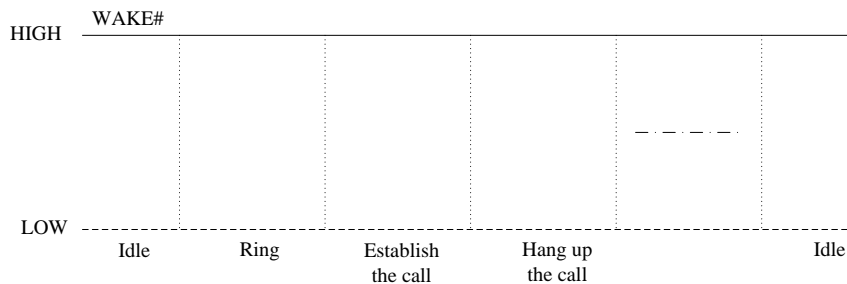 WAKE#
HIGH
LOW
Idle
Ring
Establish
the call
Hang up
the call
Idle